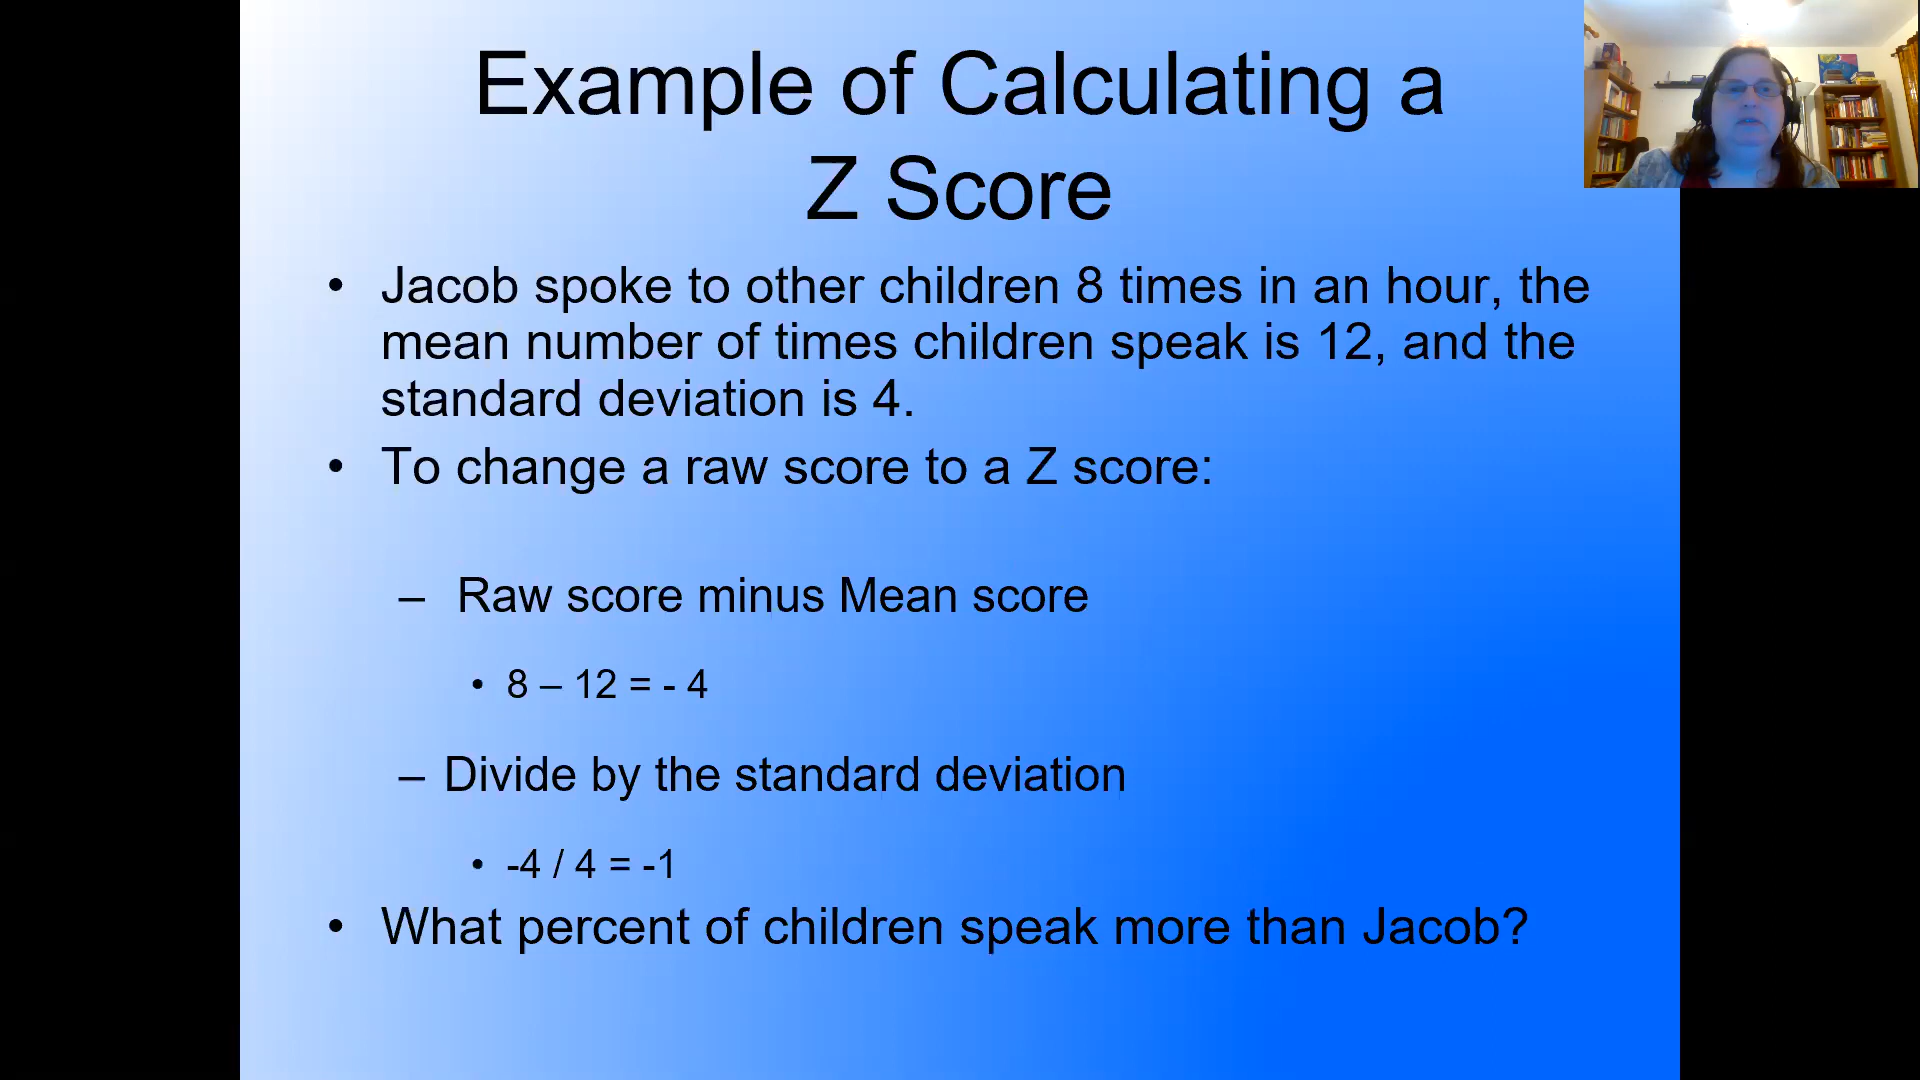 Example of Calculating a
Z Score
• Jacob spoke to other children 8 times in an hour, the
mean number of times children speak is 12, and the
standard deviation is 4.
• To change a raw score to a Z score:
– Raw score minus Mean score
• 8 – 12 = - 4
– Divide by the standard deviation
• -4 / 4 = -1
• What percent of children speak more than Jacob?